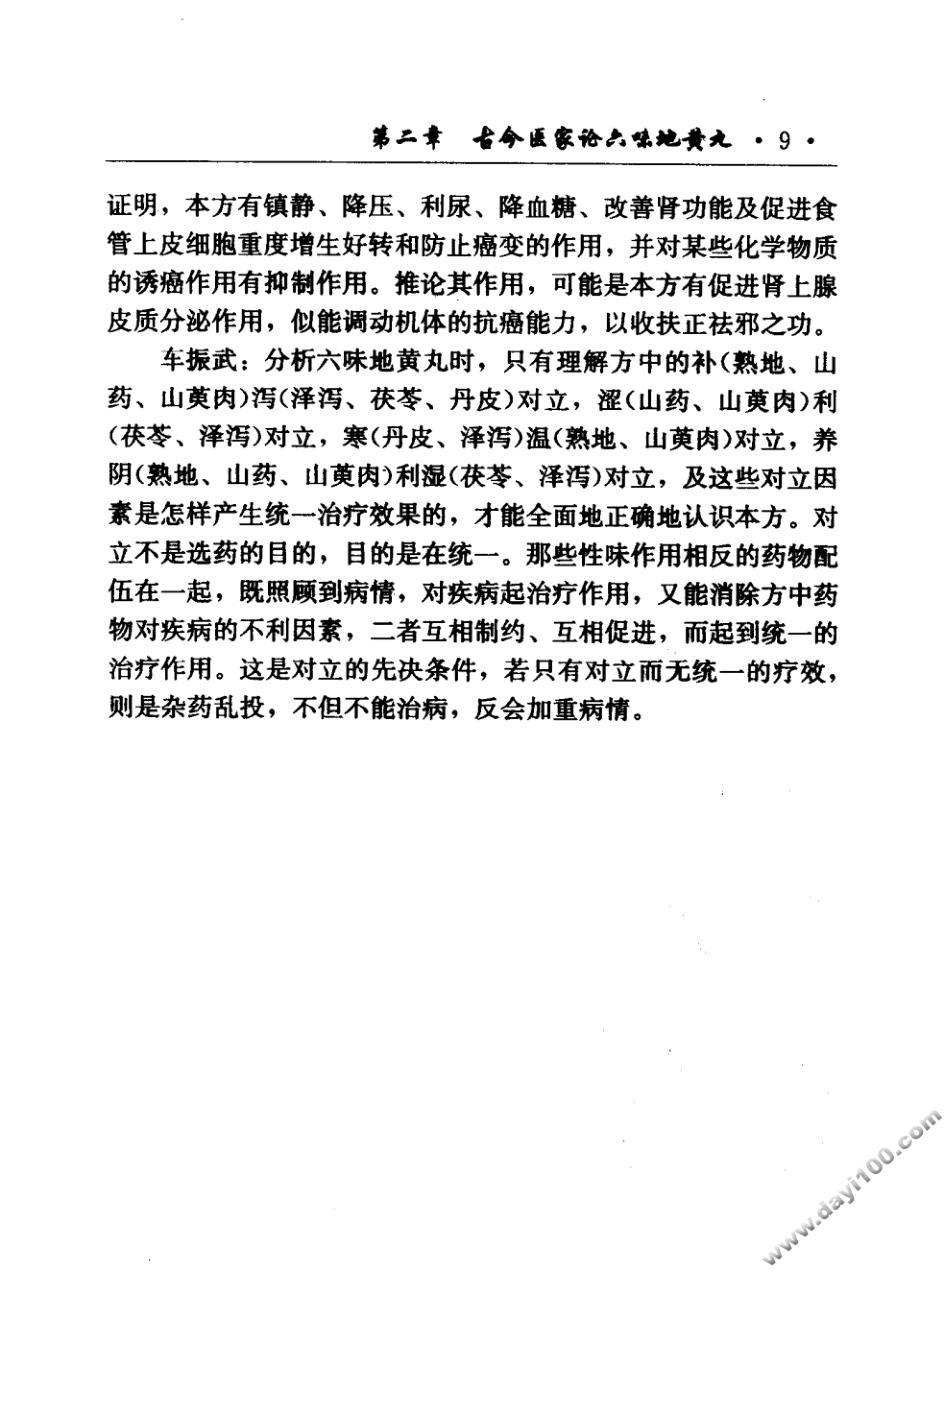 第二章 古今医家论六味地黄丸 · 9 ·
证明，本方有镇静、降压、利尿、降血糖、改善肾功能及促进食
管上皮细胞重度增生好转和防止癌变的作用，并对某些化学物质
的诱癌作用有抑制作用。推论其作用，可能是本方有促进肾上腺
皮质分泌作用，似能调动机体的抗癌能力，以收扶正祛邪之功。
车振武：分析六味地黄丸时，只有理解方中的补(熟地、山
药、山萸肉)泻(泽泻、茯苓、丹皮)对立，涩(山药、山萸肉)利
(茯苓、泽泻)对立，寒(丹皮、泽泻)温(熟地、山萸肉)对立，养
阴(熟地、山药、山萸肉)利湿(茯苓、泽泻)对立，及这些对立因
素是怎样产生统一治疗效果的，才能全面地正确地认识本方。对
立不是选药的目的，目的是在统一。那些性味作用相反的药物配
伍在一起，既照顾到病情，对疾病起治疗作用，又能消除方中药
物对疾病的不利因素，二者互相制约、互相促进，而起到统一的
治疗作用。这是对立的先决条件，若只有对立而无统一的疗效，
则是杂药乱投，不但不能治病，反会加重病情。
www.dayi100.com